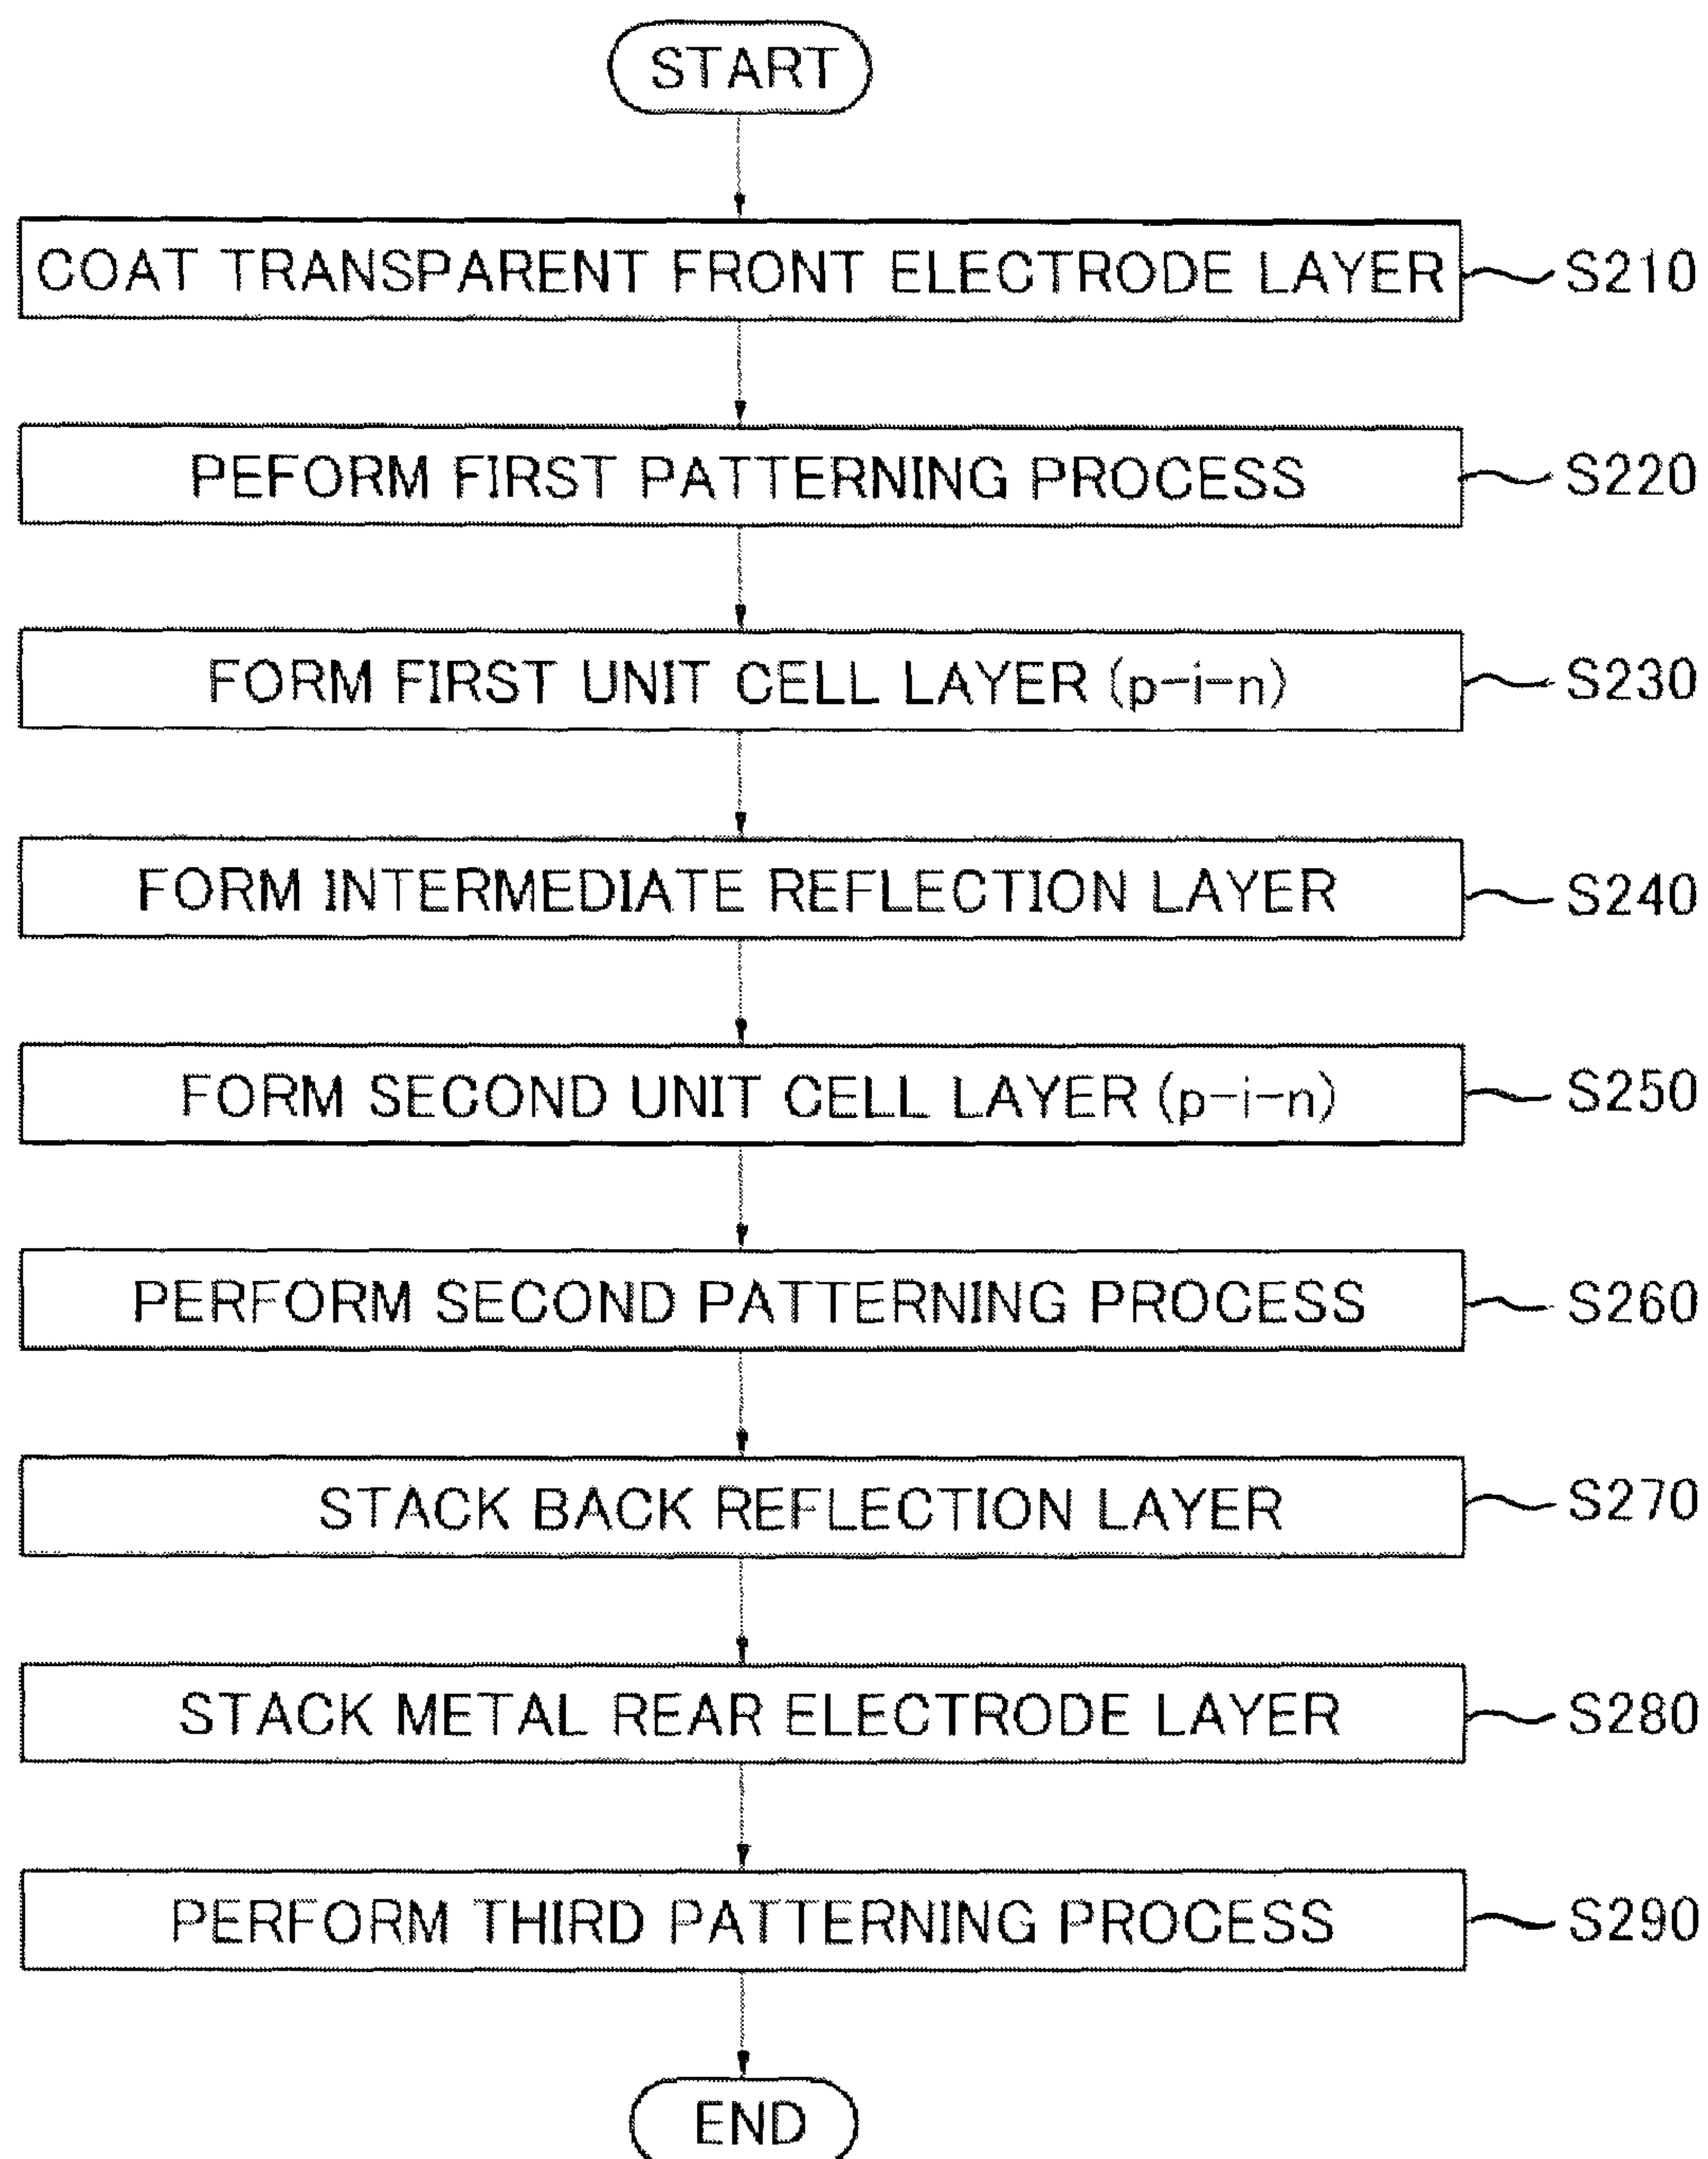 START
COAT TRANSPARENT FRONT ELECTRODE LAYER S210
PEFORM FIRST PATTERNING PROCESS S220
FORM FIRST UNIT CELL LAYER (p-i-n) S230
FORM INTERMEDIATE REFLECTION LAYER S240
FORM SECOND UNIT CELL LAYER (p-i-n) S250
PERFORM SECOND PATTERNING PROCESS S260
STACK BACK REFLECTION LAYER S270
STACK METAL REAR ELECTRODE LAYER S280
PERFORM THIRD PATTERNING PROCESS S290
END